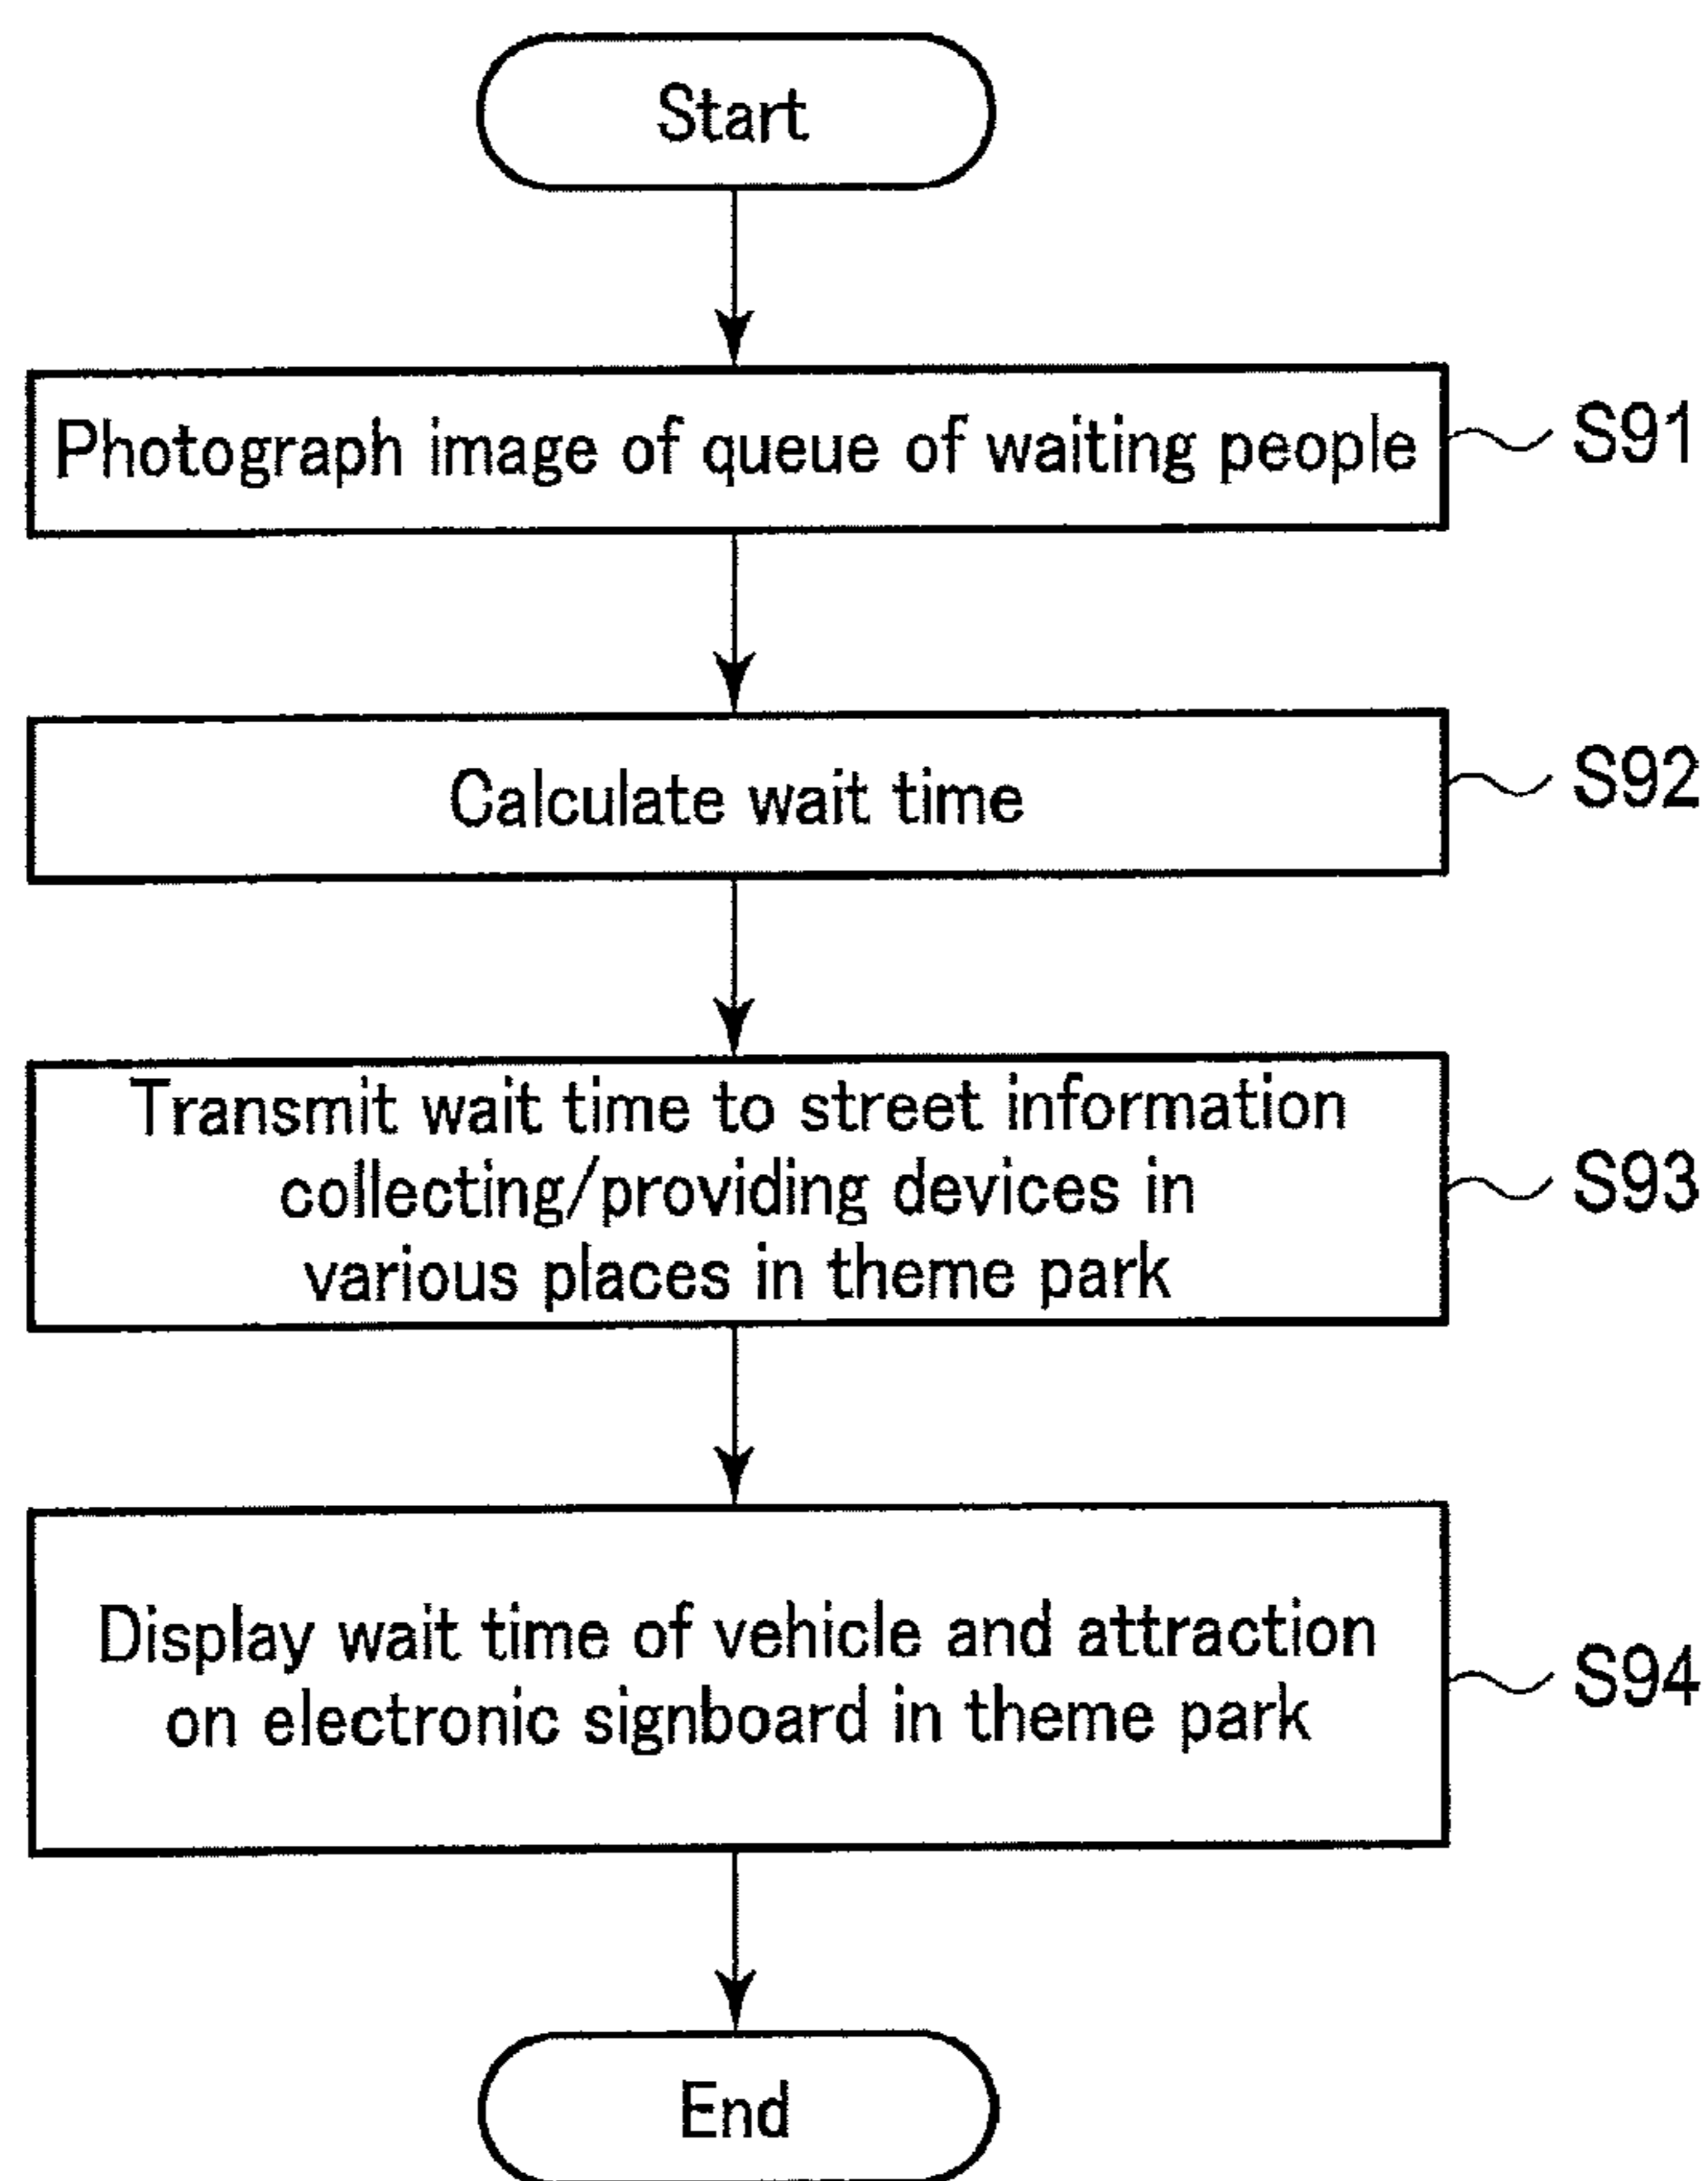 Start
Photograph image of queue of waiting people
S91
Calculate wait time
S92
Transmit wait time to street information
collecting/providing devices in
various places in theme park
S93
Display wait time of vehicle and attraction
on electronic signboard in theme park
S94
End